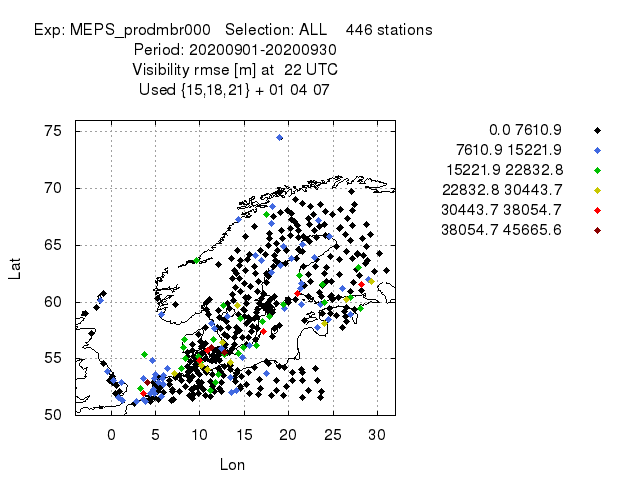 Exp: MEPS_prodmbr000 Selection: ALL 446 stations
Period: 20200901-20200930
Visibility rmse [m] at 22 UTC
Used {15,18,21} + 01 04 07
0.0 7610.9
7610.9 15221.9
15221.9 22832.8
22832.8 30443.7
30443.7 38054.7
38054.7 45665.6
75
70
65
60
55
50
Lat
0 5 10 15 20 25 30
Lon